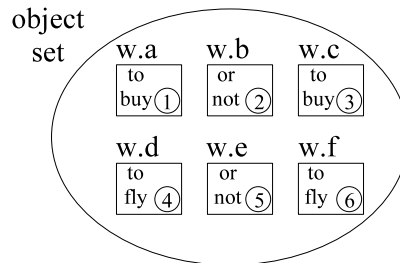 object
set
w.a w.b w.c
to or to
buy 1 not 2 buy 3
w.d w.e w.f
to or to
fly 4 not 5 fly 6